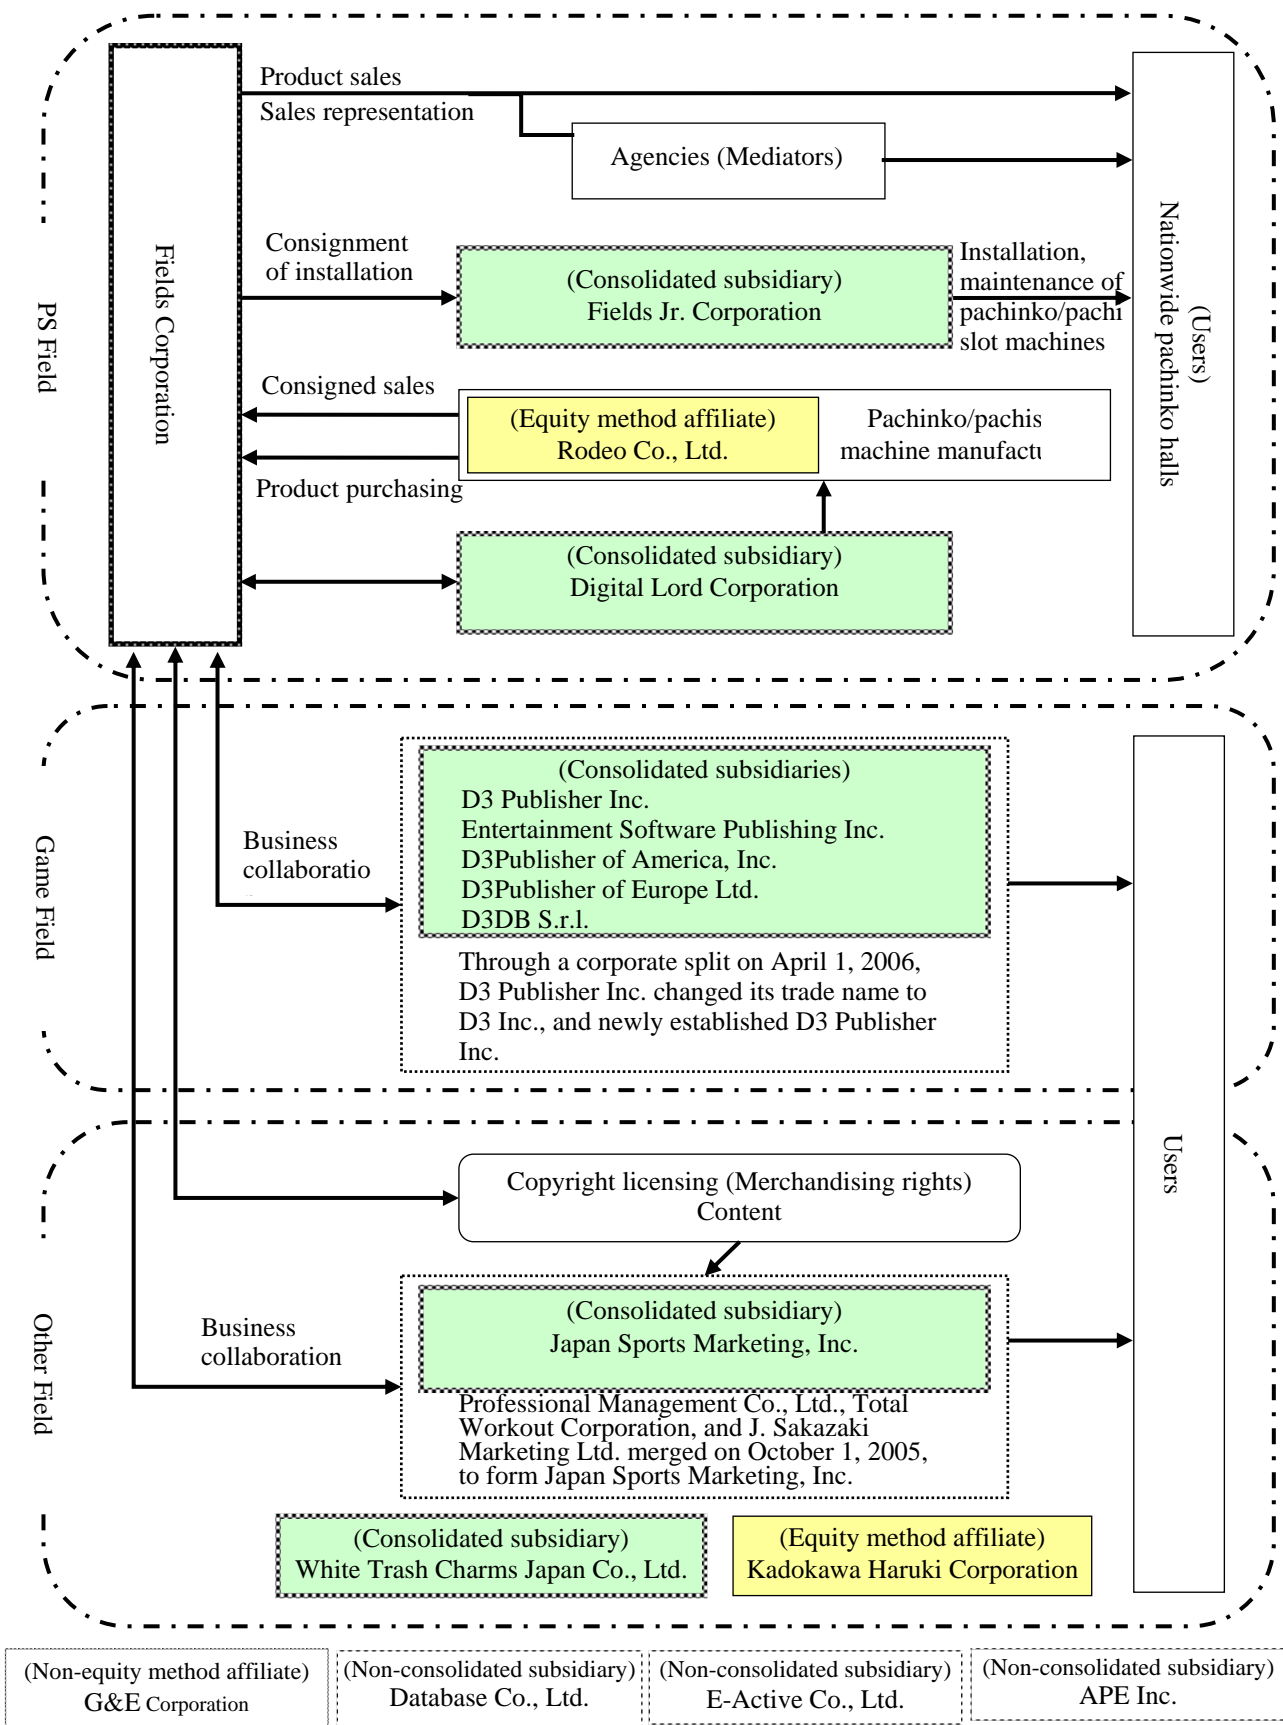 PS Field
Fields Corporation
Product sales
Sales representation
Agencies (Mediators)
Nationwide pachinko halls
(Users)
Consignment
of installation
(Consolidated subsidiary)
Fields Jr. Corporation
Installation,
maintenance of
pachinko/pachi
slot machines
Consigned sales
(Equity method affiliate)
Rodeo Co., Ltd.
Pachinko/pachis
machine manufactu
Product purchasing
(Consolidated subsidiary)
Digital Lord Corporation
Game Field
Business
collaboratio
(Consolidated subsidiaries)
D3 Publisher Inc.
Entertainment Software Publishing Inc.
D3Publisher of America, Inc.
D3Publisher of Europe Ltd.
D3DB S.r.l.
Through a corporate split on April 1, 2006,
D3 Publisher Inc. changed its trade name to
D3 Inc., and newly established D3 Publisher
Inc.
Users
Other Field
Copyright licensing (Merchandising rights)
Content
Business
collaboration
(Consolidated subsidiary)
Japan Sports Marketing, Inc.
Professional Management Co., Ltd., Total
Workout Corporation, and J. Sakazaki
Marketing Ltd. merged on October 1, 2005,
to form Japan Sports Marketing, Inc.
(Consolidated subsidiary)
White Trash Charms Japan Co., Ltd.
(Equity method affiliate)
Kadokawa Haruki Corporation
(Non-equity method affiliate)
G&E Corporation
(Non-consolidated subsidiary)
Database Co., Ltd.
(Non-consolidated subsidiary)
E-Active Co., Ltd.
(Non-consolidated subsidiary)
APE Inc.